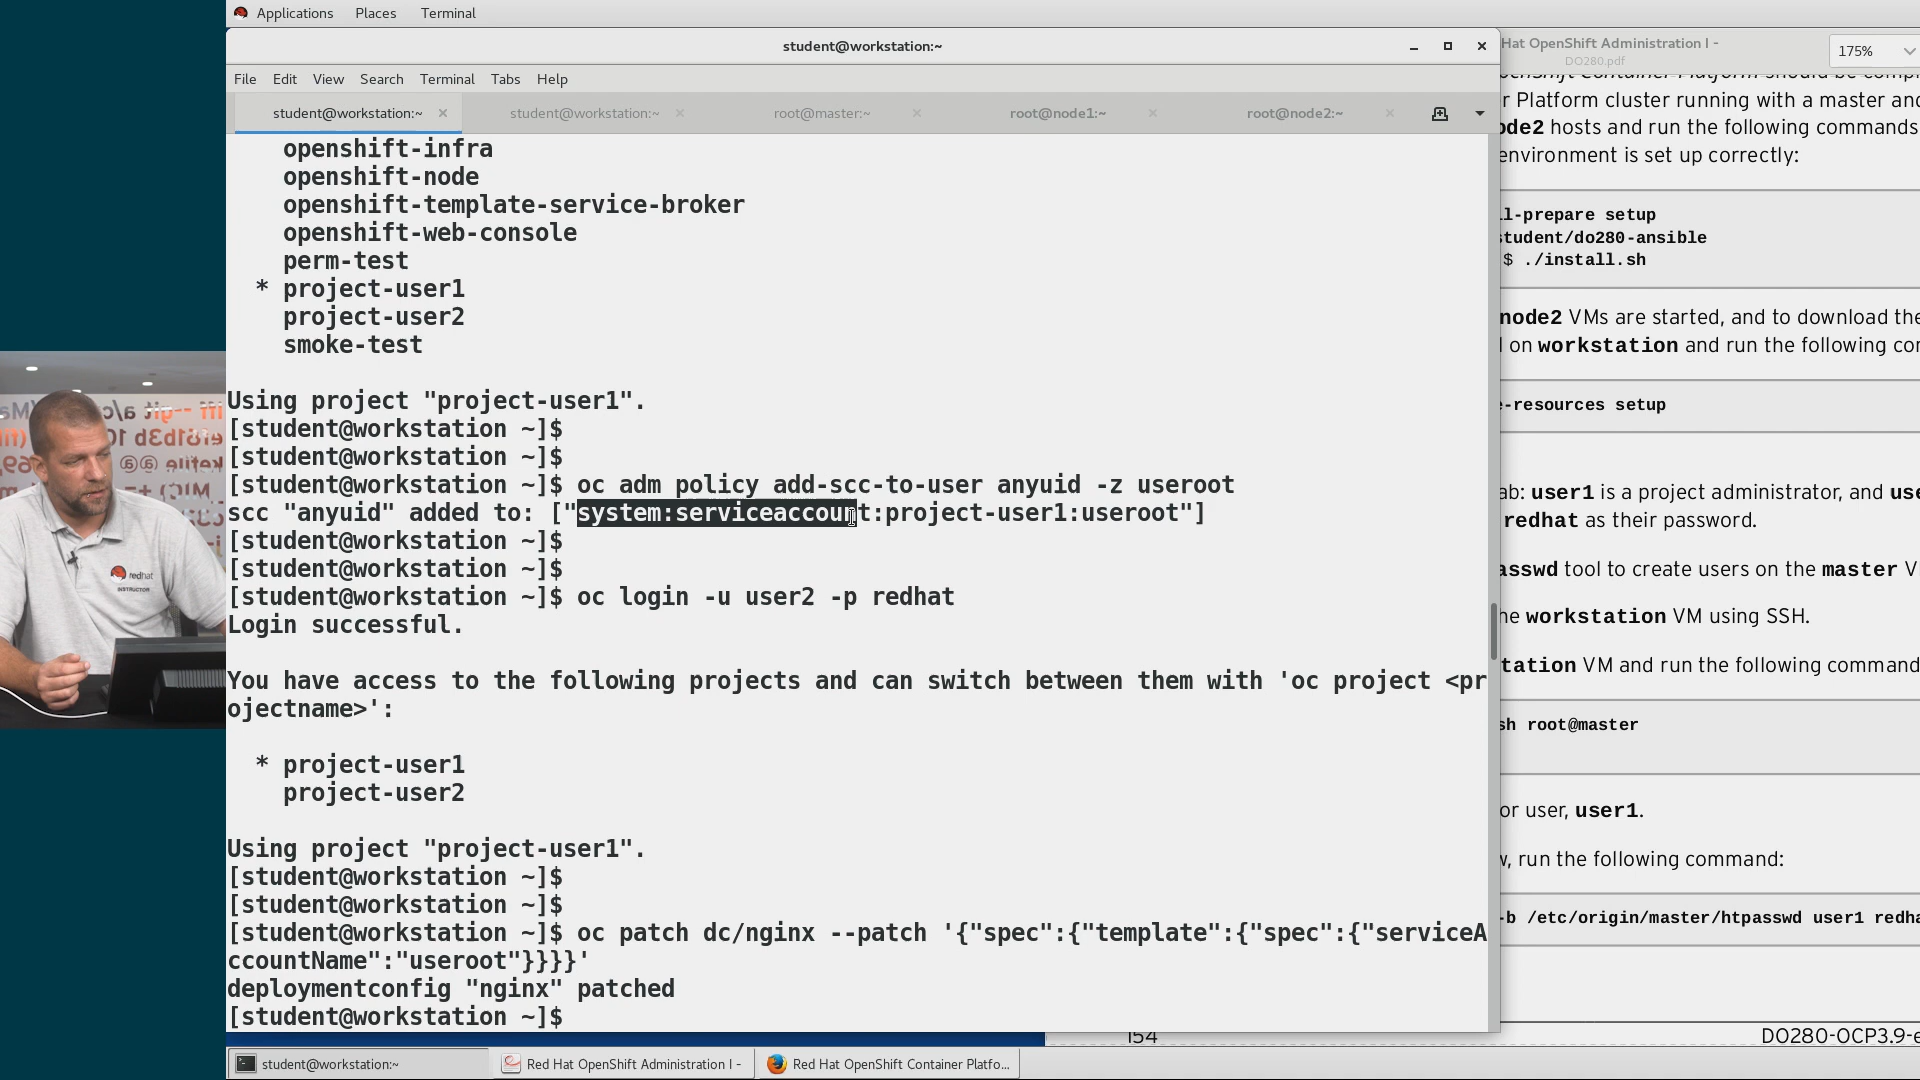 Applications Places Terminal
student@workstation:~
Hat OpenShift Administration I -
DO280.pdf
175%
File Edit View Search Terminal Tabs Help
student@workstation:~ student@workstation:~ root@master:~ root@node1:~ root@node2:~
openshift-infra
openshift-node
openshift-template-service-broker
openshift-web-console
perm-test
* project-user1
project-user2
smoke-test
Using project "project-user1".
[student@workstation ~]$
[student@workstation ~]$
[student@workstation ~]$ oc adm policy add-scc-to-user anyuid -z useroot
scc "anyuid" added to: ["system:serviceaccount:project-user1:useroot"]
[student@workstation ~]$
[student@workstation ~]$
[student@workstation ~]$ oc login -u user2 -p redhat
Login successful.
You have access to the following projects and can switch between them with 'oc project <pr
ojectname>':
* project-user1
project-user2
Using project "project-user1".
[student@workstation ~]$
[student@workstation ~]$
[student@workstation ~]$ oc patch dc/nginx --patch '{"spec":{"template":{"spec":{"serviceA
ccountName":"useroot"}}}}'
deploymentconfig "nginx" patched
[student@workstation ~]$
r Platform cluster running with a master and
ode2 hosts and run the following commands
environment is set up correctly:
ll-prepare setup
student/do280-ansible
$ ./install.sh
node2 VMs are started, and to download the
on workstation and run the following co
e-resources setup
ab: user1 is a project administrator, and use
redhat as their password.
asswd tool to create users on the master V
he workstation VM using SSH.
tation VM and run the following command
sh root@master
or user, user1.
w, run the following command:
-b /etc/origin/master/htpasswd user1 redha
154
DO280-OCP3.9-e
redhat
INSTRUCTOR
student@workstation:~ Red Hat OpenShift Administration I - Red Hat OpenShift Container Platfo...